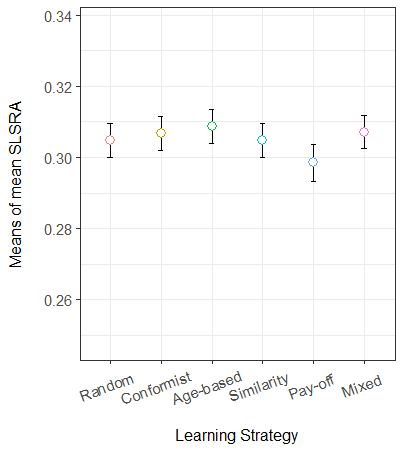 Means of mean SLSRA
0.34
0.32
0.30
0.28
0.26
Random
Conformist
Age-based
Similarity
Pay-off
Mixed
Learning Strategy